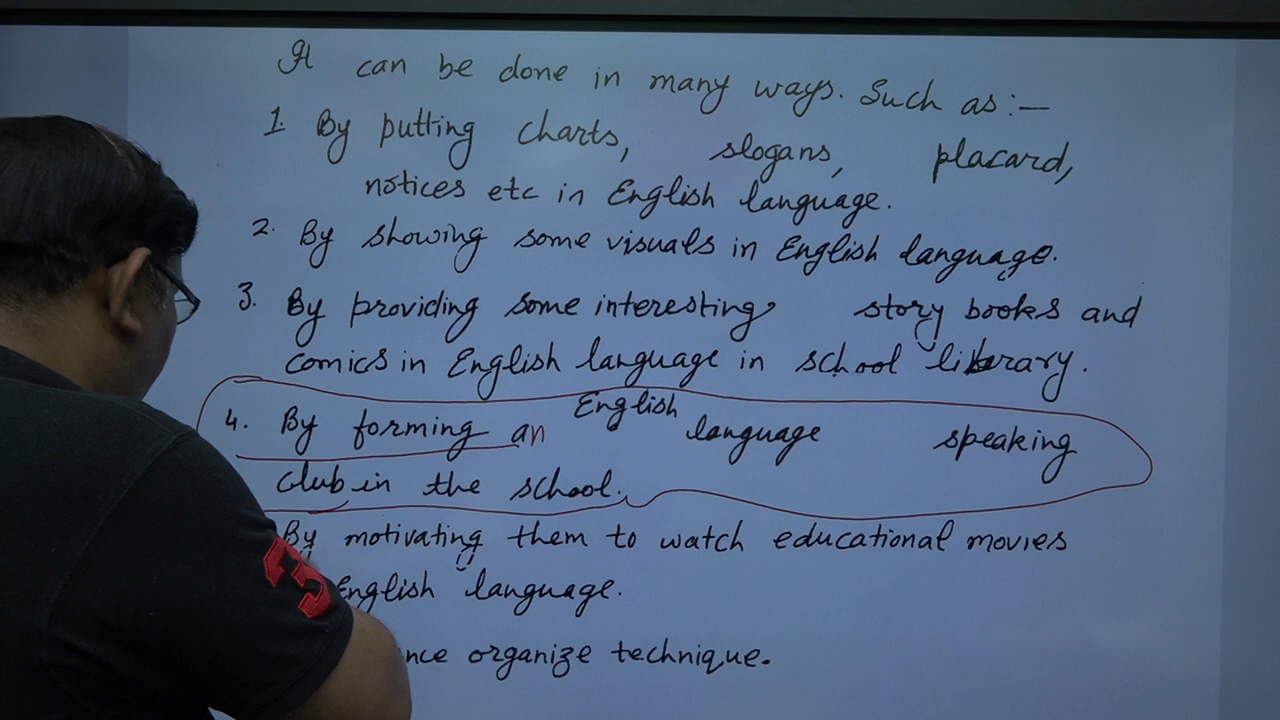 It can be done in many ways. Such as :-
1. By putting charts, slogans, placard,
notices etc in English language.
2. By showing some visuals in English language.
3. By providing some interesting story books and
comics in English language in school library.
4. By forming an English language speaking
club in the school.
By motivating them to watch educational movies
English language.
organize technique.
13